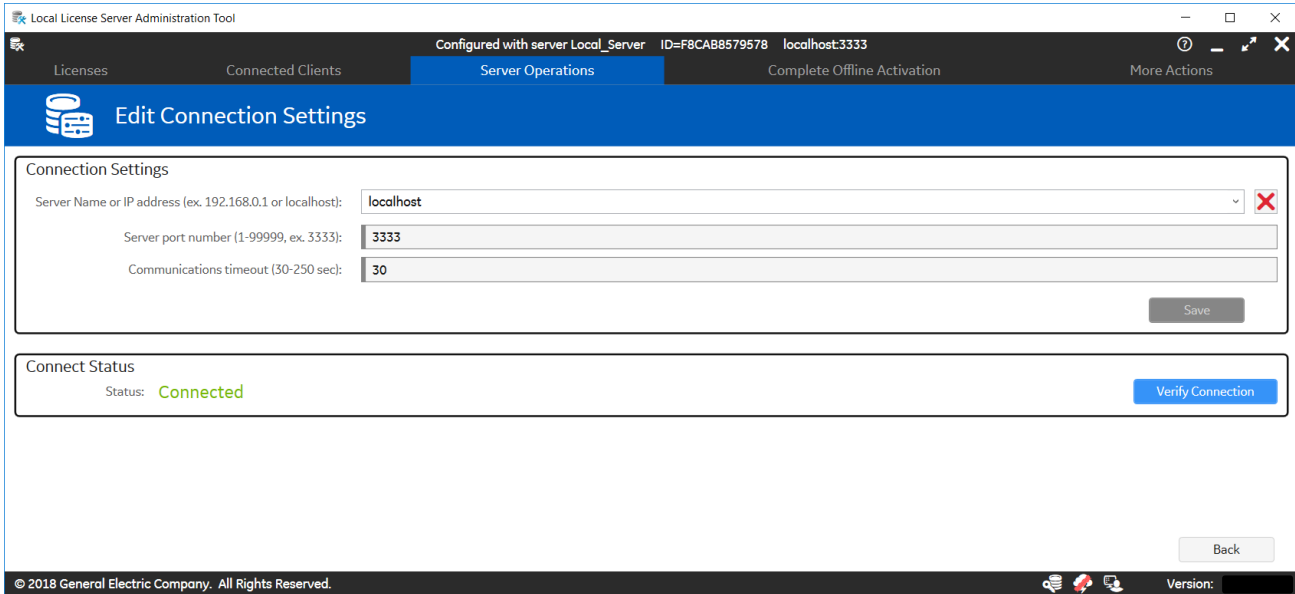 Local License Server Administration Tool
Configured with server Local_Server ID=F8CAB8579578 localhost:3333
Licenses Connected Clients Server Operations Complete Offline Activation More Actions
Edit Connection Settings
Connection Settings
Server Name or IP address (ex. 192.168.0.1 or localhost): localhost
Server port number (1-99999, ex. 3333): 3333
Communications timeout (30-250 sec): 30
Save
Connect Status
Status: Connected Verify Connection
Back
© 2018 General Electric Company. All Rights Reserved. Version: